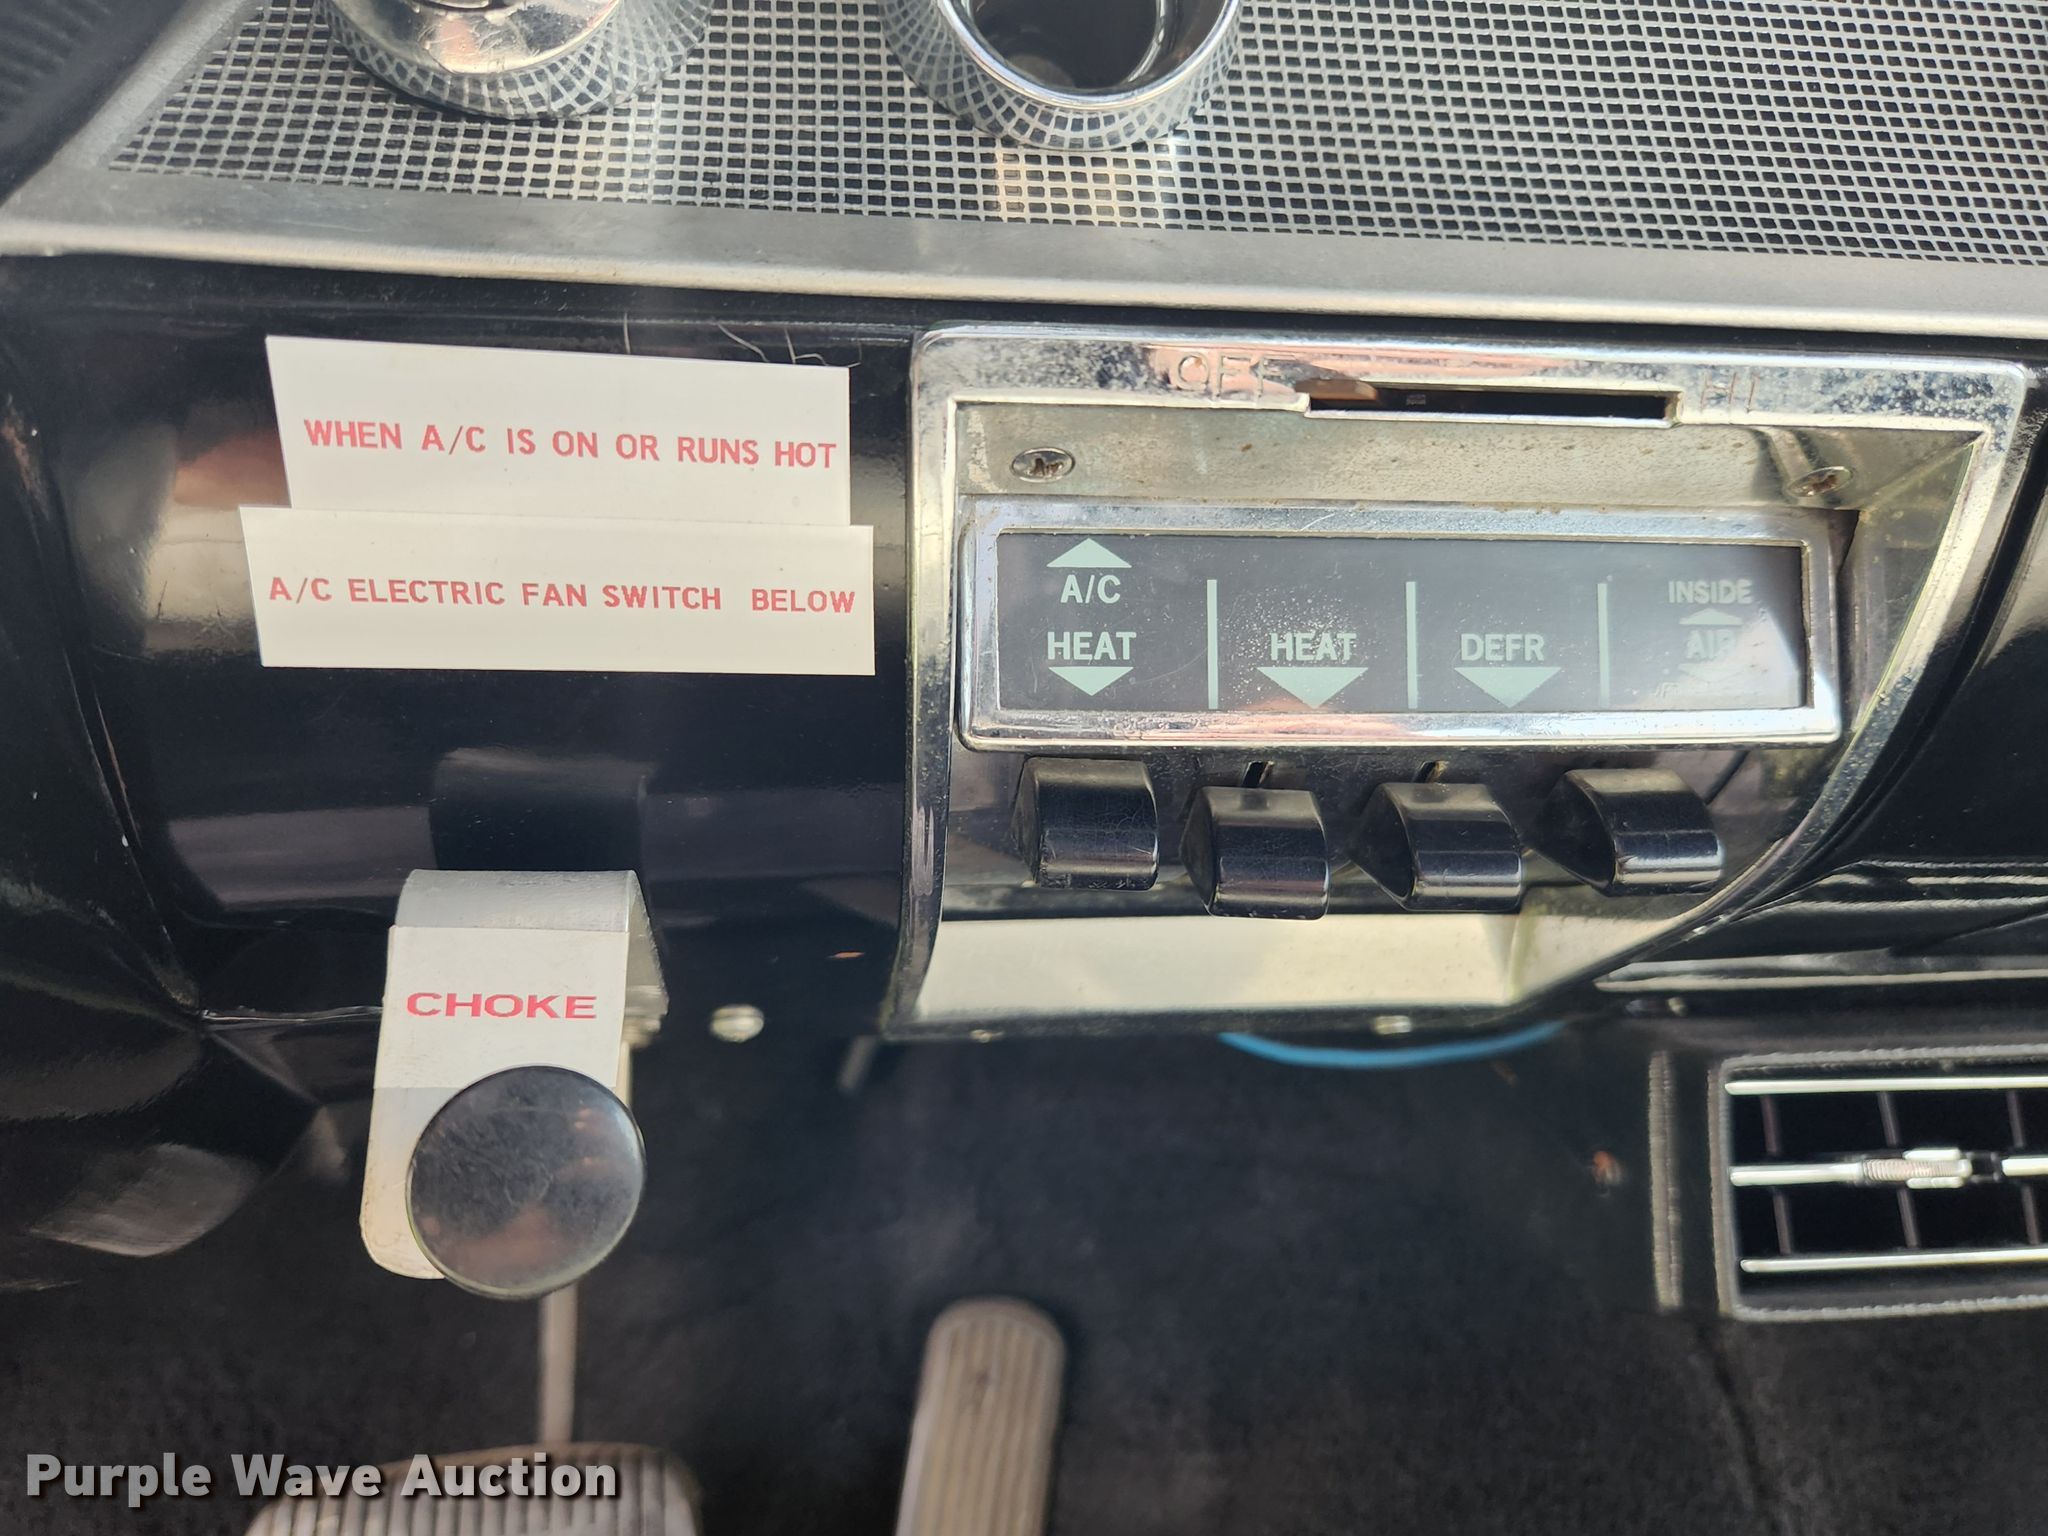 OFF HI
WHEN A/C IS ON OR RUNS HOT
A/C ELECTRIC FAN SWITCH BELOW
A/C
INSIDE
HEAT HEAT DEFR AIR
CHOKE
Purple Wave Auction